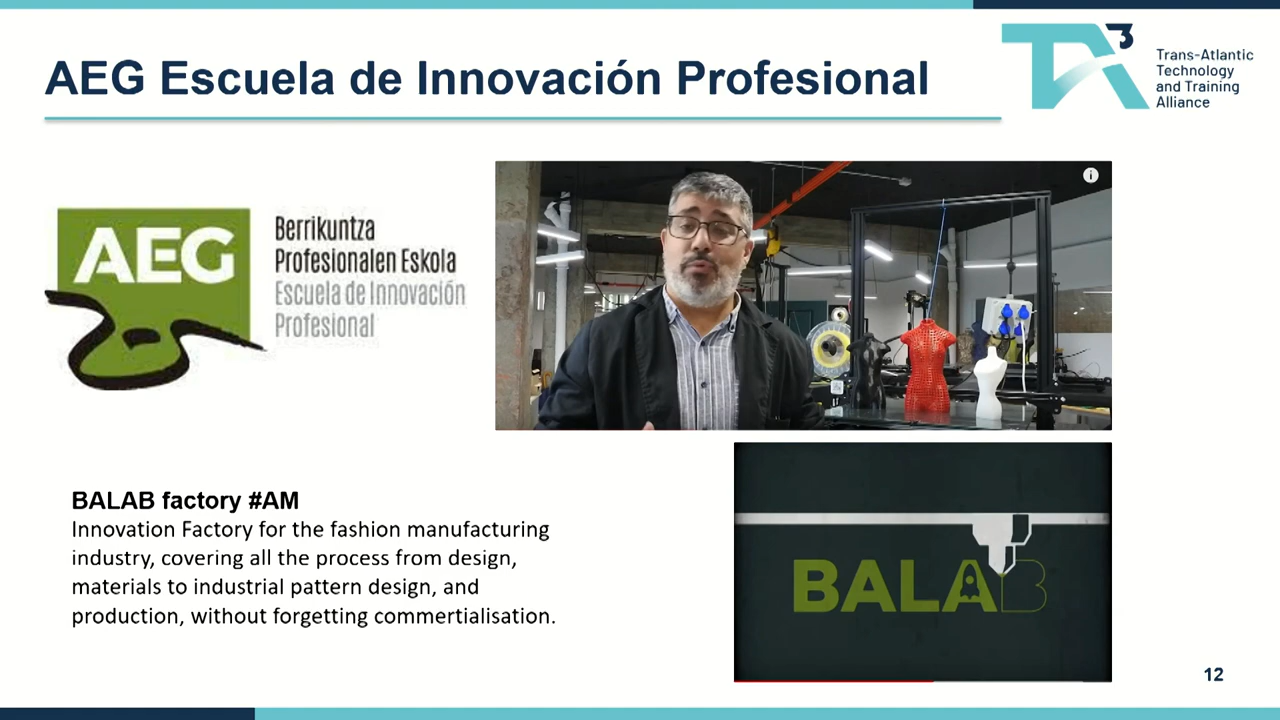 AEG Escuela de Innovación Profesional
TA3
Trans-Atlantic
Technology
and Training
Alliance
AEG
Berrikuntza
Profesionalen Eskola
Escuela de Innovación
Profesional
i
BALAB factory #AM
Innovation Factory for the fashion manufacturing
industry, covering all the process from design,
materials to industrial pattern design, and
production, without forgetting commertialisation.
BALAB
12